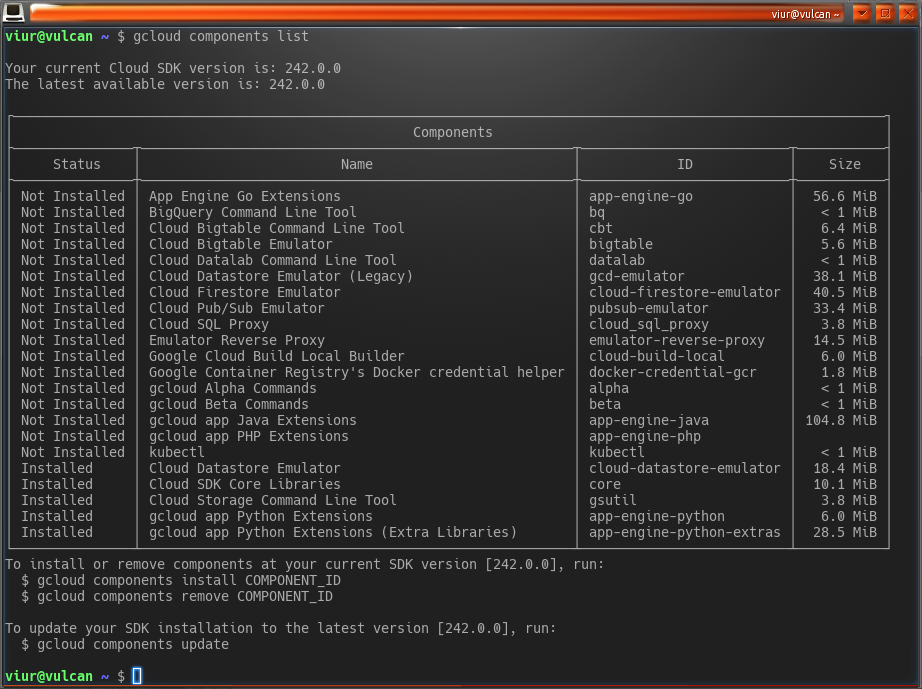 viur@vulcan ~
viur@vulcan ~ $ gcloud components list
Your current Cloud SDK version is: 242.0.0
The latest available version is: 242.0.0
Components
Status Name ID Size
Not Installed App Engine Go Extensions app-engine-go 56.6 MiB
Not Installed BigQuery Command Line Tool bq < 1 MiB
Not Installed Cloud Bigtable Command Line Tool cbt 6.4 MiB
Not Installed Cloud Bigtable Emulator bigtable 5.6 MiB
Not Installed Cloud Datalab Command Line Tool datalab < 1 MiB
Not Installed Cloud Datastore Emulator (Legacy) gcd-emulator 38.1 MiB
Not Installed Cloud Firestore Emulator cloud-firestore-emulator 40.5 MiB
Not Installed Cloud Pub/Sub Emulator pubsub-emulator 33.4 MiB
Not Installed Cloud SQL Proxy cloud_sql_proxy 3.8 MiB
Not Installed Emulator Reverse Proxy emulator-reverse-proxy 14.5 MiB
Not Installed Google Cloud Build Local Builder cloud-build-local 6.0 MiB
Not Installed Google Container Registry's Docker credential helper docker-credential-gcr 1.8 MiB
Not Installed gcloud Alpha Commands alpha < 1 MiB
Not Installed gcloud Beta Commands beta < 1 MiB
Not Installed gcloud app Java Extensions app-engine-java 104.8 MiB
Not Installed gcloud app PHP Extensions app-engine-php
Not Installed kubectl kubectl < 1 MiB
Installed Cloud Datastore Emulator cloud-datastore-emulator 18.4 MiB
Installed Cloud SDK Core Libraries core 10.1 MiB
Installed Cloud Storage Command Line Tool gsutil 3.8 MiB
Installed gcloud app Python Extensions app-engine-python 6.0 MiB
Installed gcloud app Python Extensions (Extra Libraries) app-engine-python-extras 28.5 MiB
To install or remove components at your current SDK version [242.0.0], run:
$ gcloud components install COMPONENT_ID
$ gcloud components remove COMPONENT_ID
To update your SDK installation to the latest version [242.0.0], run:
$ gcloud components update
viur@vulcan ~ $